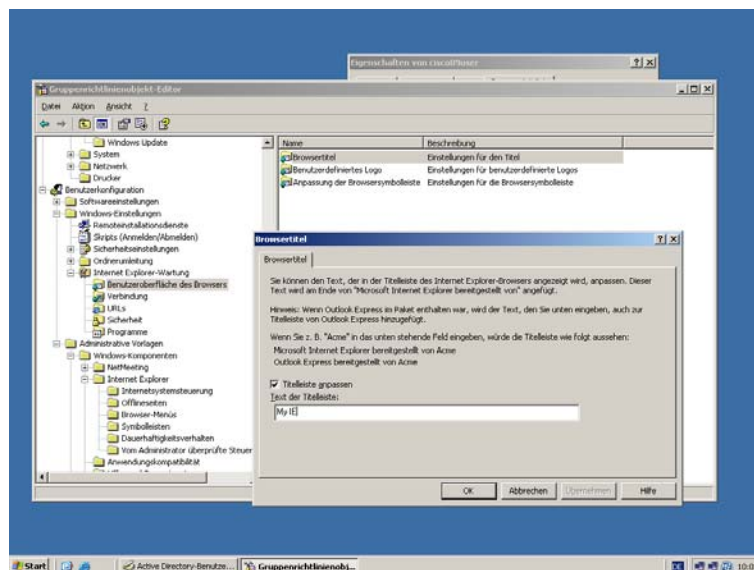 Eigenschaften von ciscoIPuser
Gruppenrichtlinienobjekt-Editor
Datei Aktion Ansicht ?
Windows Update
System
Netzwerk
Drucker
Benutzerkonfiguration
Softwareeinstellungen
Windows-Einstellungen
Remoteinstallationsdienste
Skripts (Anmelden/Abmelden)
Sicherheitseinstellungen
Ordnerumleitung
Internet Explorer-Wartung
Benutzeroberfläche des Browsers
Verbindung
URLs
Sicherheit
Programme
Administrative Vorlagen
Windows-Komponenten
NetMeeting
Internet Explorer
Internetsystemsteuerung
Offlineseiten
Browser-Menüs
Symbolleisten
Dauerhaftigkeitsverhalten
Vom Administrator überprüfte Steuer
Anwendungskompatibilität
Name Beschreibung
Browsertitel Einstellungen für den Titel
Benutzerdefiniertes Logo Einstellungen für benutzerdefinierte Logos
Anpassung der Browsersymbolleiste Einstellungen für die Browsersymbolleiste
Browsertitel
Browsertitel
Sie können den Text, der in der Titelleiste des Internet Explorer-Browsers angezeigt wird, anpassen. Dieser
Text wird am Ende von "Microsoft Internet Explorer bereitgestellt von" angefügt.
Hinweis: Wenn Outlook Express im Paket enthalten war, wird der Text, den Sie unten eingeben, auch zur
Titelleiste von Outlook Express hinzugefügt.
Wenn Sie z. B. "Acme" in das unten stehende Feld eingeben, würde die Titelleiste wie folgt aussehen:
Microsoft Internet Explorer bereitgestellt von Acme
Outlook Express bereitgestellt von Acme
Titelleiste anpassen
Text der Titelleiste:
My IE
OK Abbrechen Übernehmen Hilfe
Start Active Directory-Benutze... Gruppenrichtlinienobj... DE